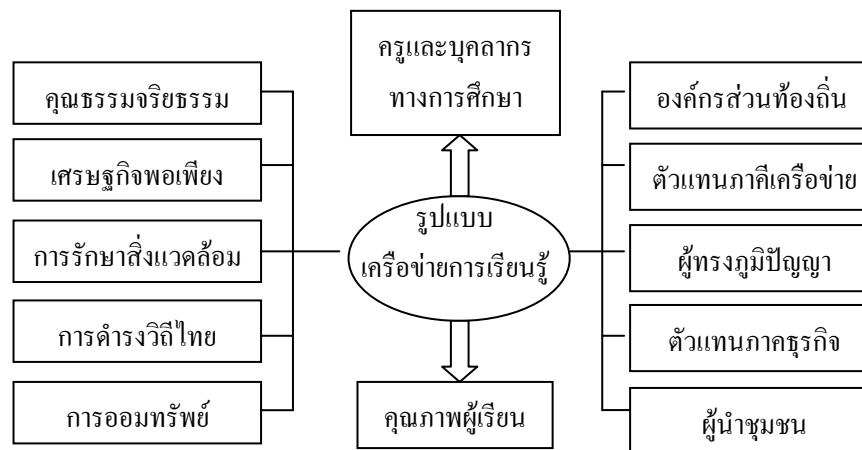 คุณธรรมจริยธรรม
เศรษฐกิจพอเพียง
การรักษาสิ่งแวดล้อม
การดำรงวิถีไทย
การออมทรัพย์
ครูและบุคลากร
ทางการศึกษา
รูปแบบ
เครือข่ายการเรียนรู้
คุณภาพผู้เรียน
องค์กรส่วนท้องถิ่น
ตัวแทนภาคีเครือข่าย
ผู้ทรงภูมิปัญญา
ตัวแทนภาคธุรกิจ
ผู้นำชุมชน